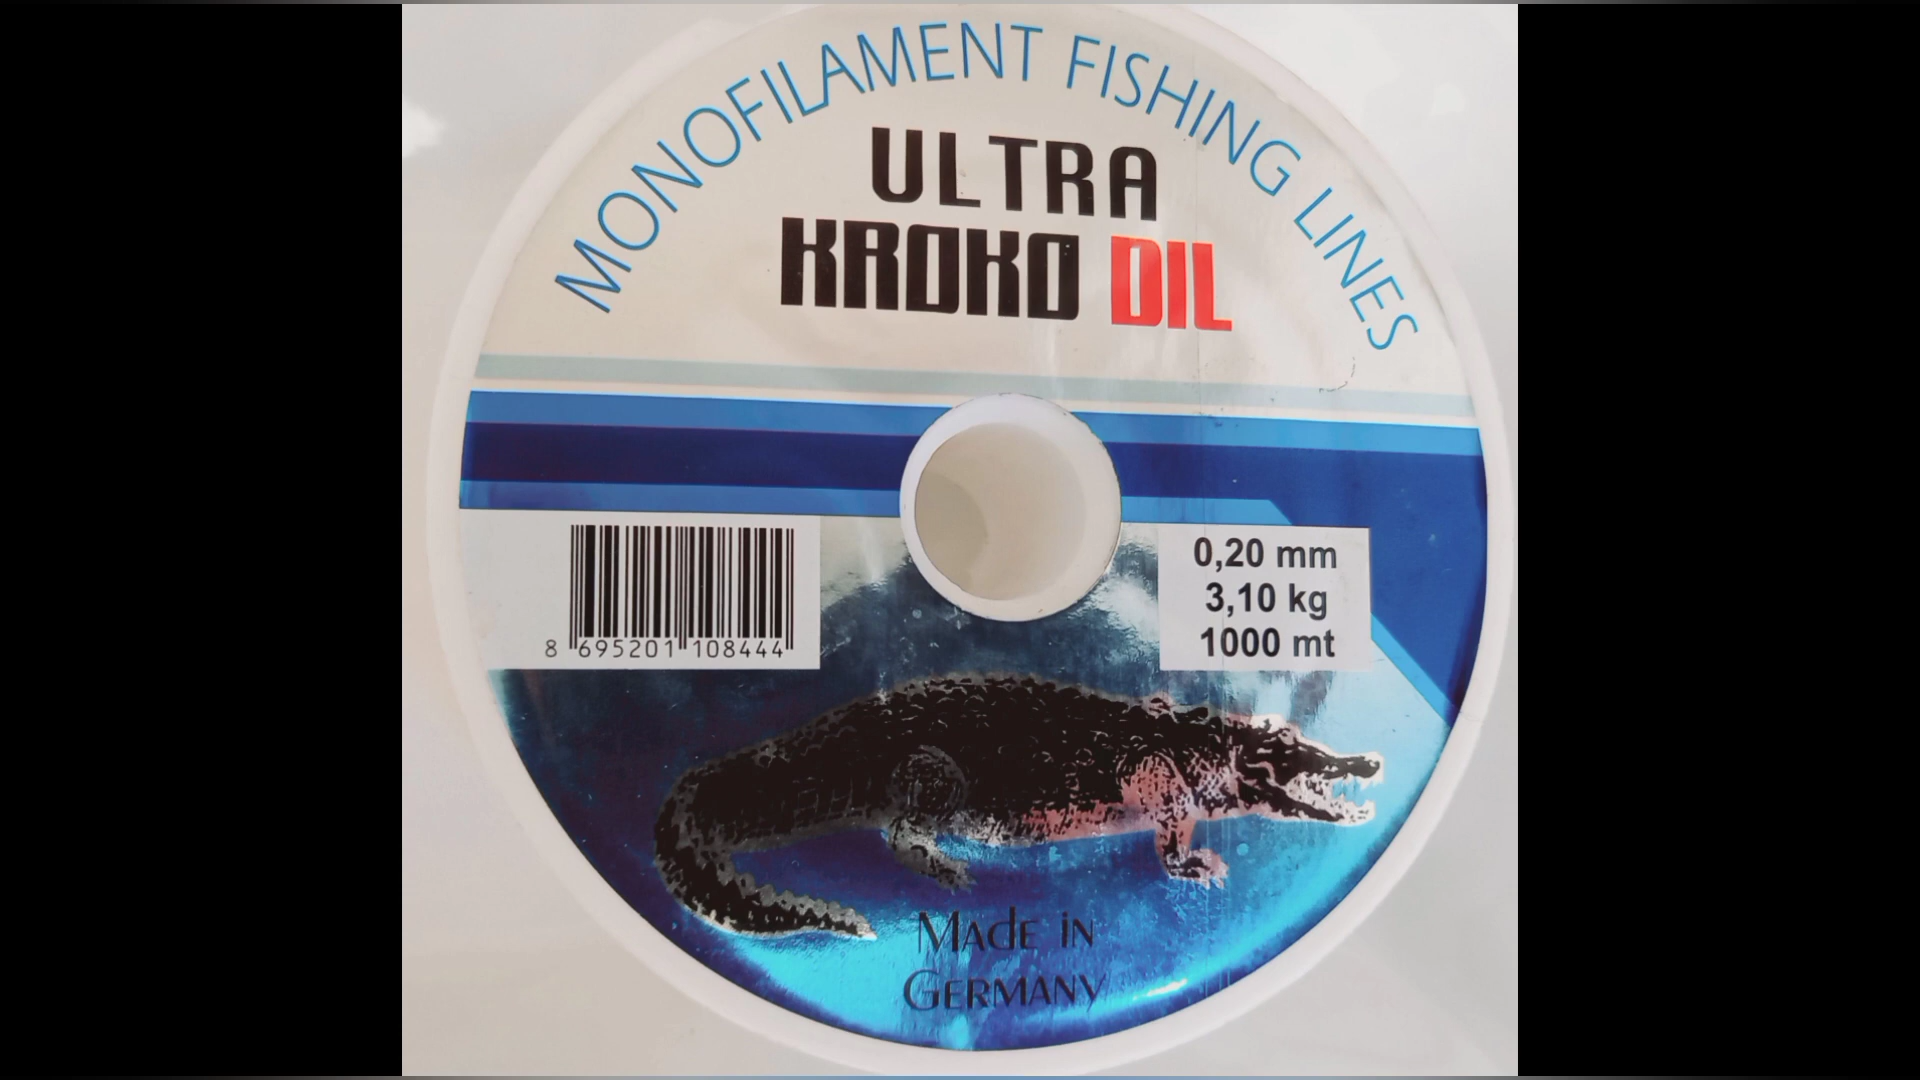 MONOFILAMENT FISHING LINES
ULTRA
KROKO DIL
0,20 mm
3,10 kg
1000 mt
8 695201 108444
Made in
Germany